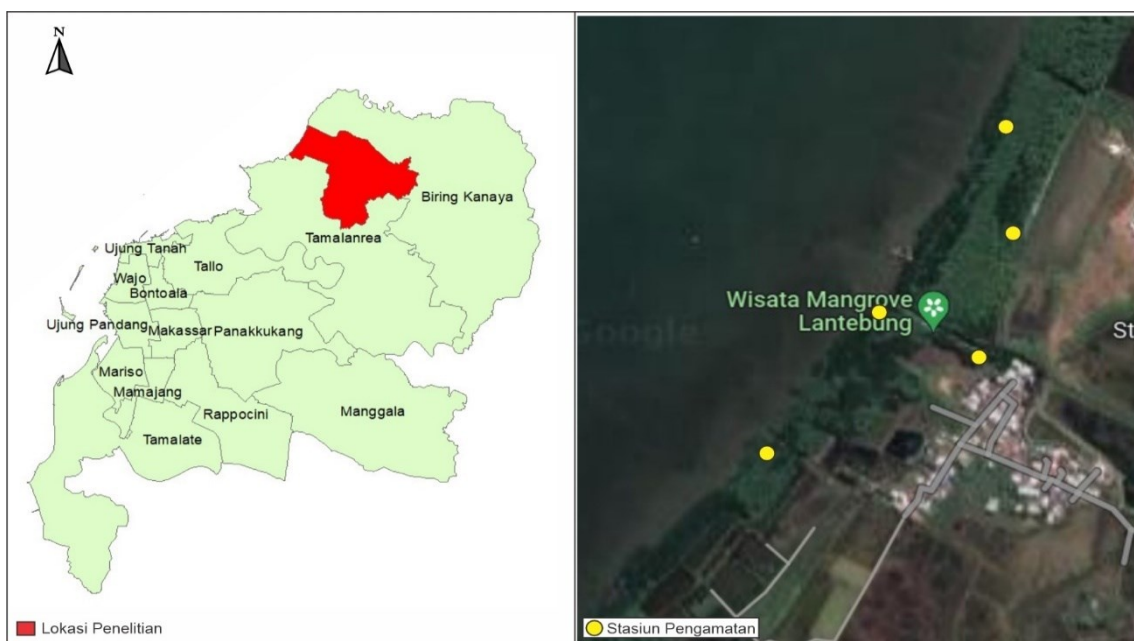 N
Biring Kanaya
Tamalanrea
Ujung Tanah
Tallo
Wajo
Bontoala
Ujung Pandang
Makassar
Panakkukang
Mariso
Mamajang
Rappocini
Manggala
Tamalate
Lokasi Penelitian
Wisata Mangrove
Lantebung
Google
St
Stasiun Pengamatan